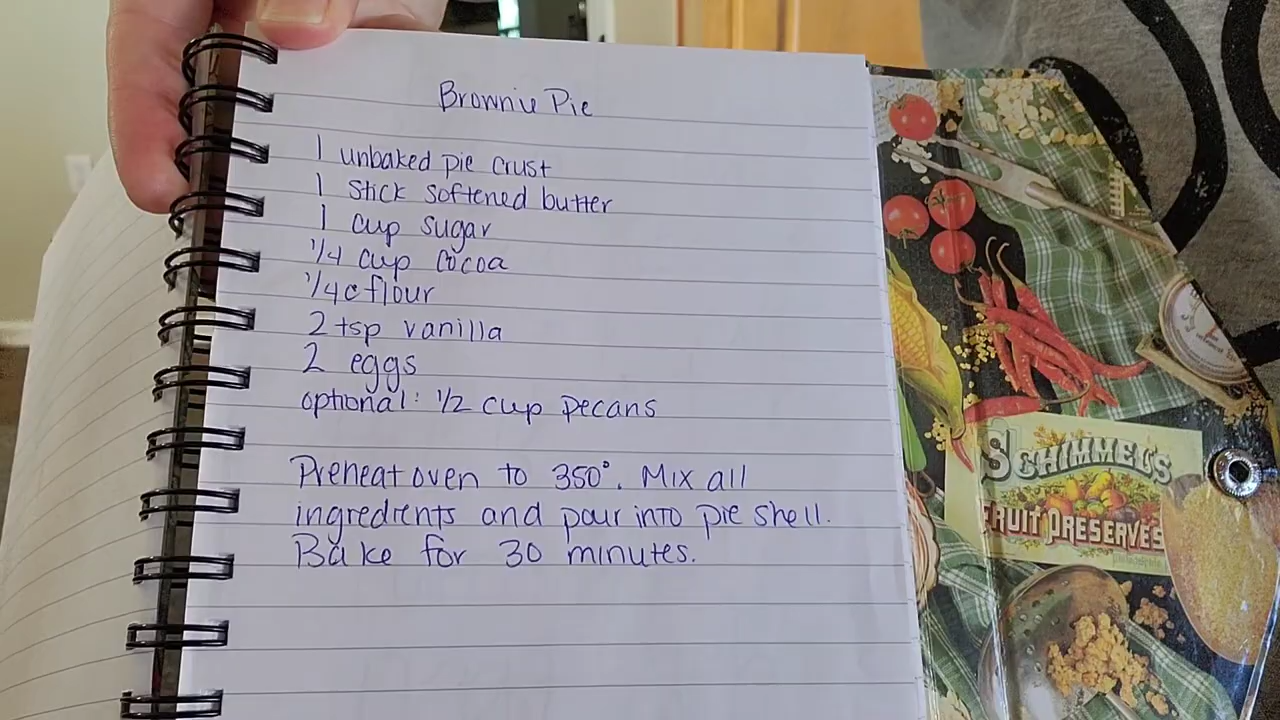 Brownie Pie
1 unbaked pie crust
1 stick softened butter
1 cup sugar
1/4 cup cocoa
1/4 c flour
2 tsp vanilla
2 eggs
optional: 1/2 cup pecans
Preheat oven to 350°. Mix all
ingredients and pour into pie shell.
Bake for 30 minutes.
SCHIMMEL'S
FRUIT PRESERVES